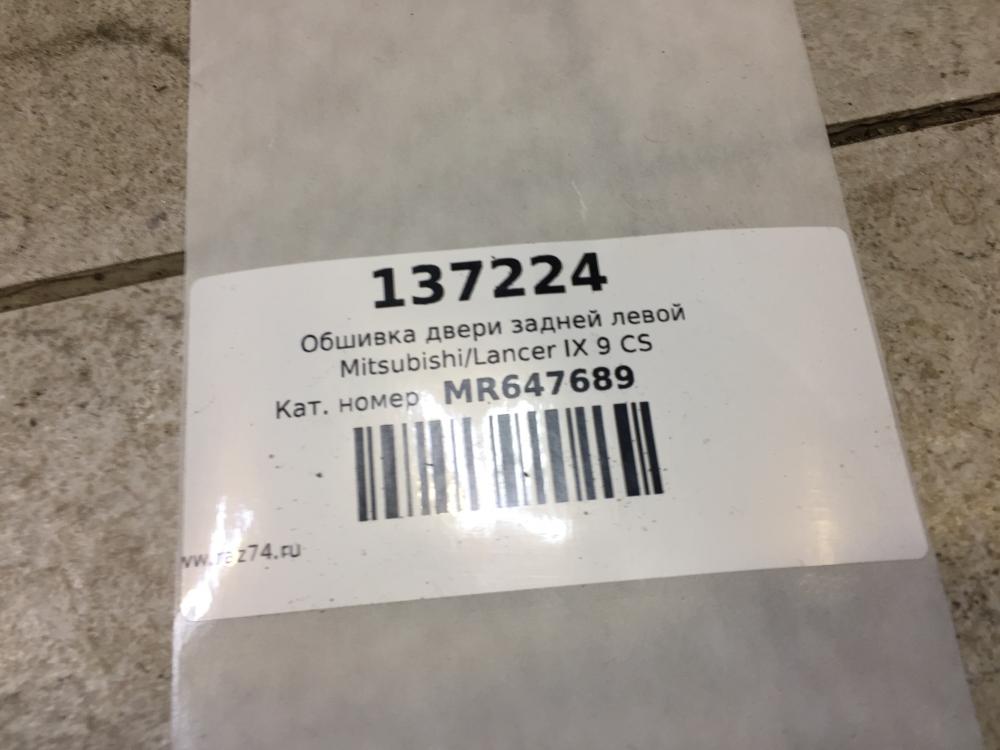 137224
Обшивка двери задней левой
Mitsubishi/Lancer IX 9 CS
Кат. номер MR647689